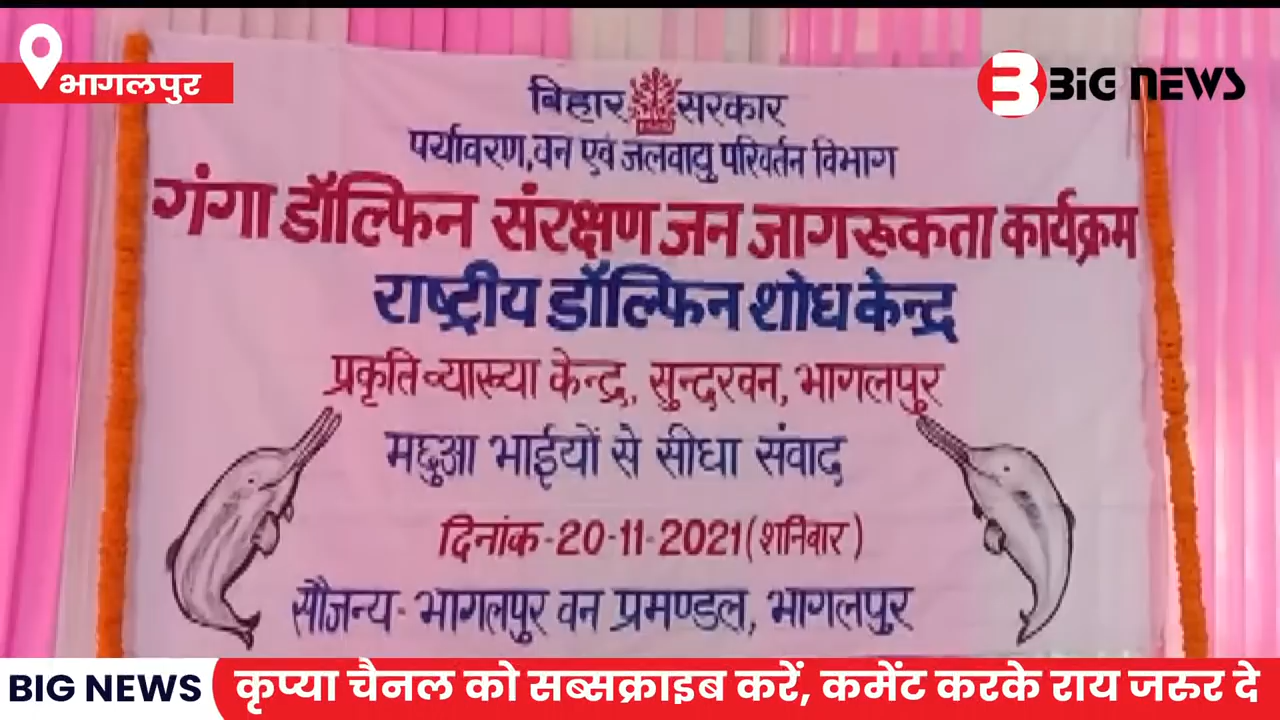 भागलपुर
3 BiG NEWS
बिहार सरकार
पर्यावरण, वन एवं जलवायु परिवर्तन विभाग
गंगा डॉल्फिन संरक्षण जन जागरूकता कार्यक्रम
राष्ट्रीय डॉल्फिन शोध केन्द्र
प्रकृति व्याख्या केन्द्र, सुन्दरवन, भागलपुर
मछुआ भाईयों से सीधा संवाद
दिनांक-20-11-2021 (शनिवार)
सौजन्य- भागलपुर वन प्रमण्डल, भागलपुर
BIG NEWS कृप्या चैनल को सब्सक्राइब करें, कमेंट करके राय जरुर दे